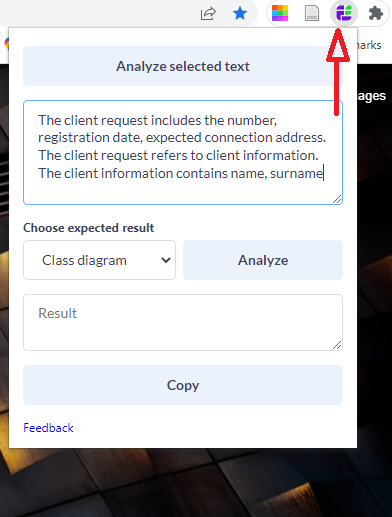 marks
ages
Analyze selected text
The client request includes the number,
registration date, expected connection address.
The client request refers to client information.
The client information contains name, surname
Choose expected result
Class diagram
Analyze
Result
Copy
Feedback